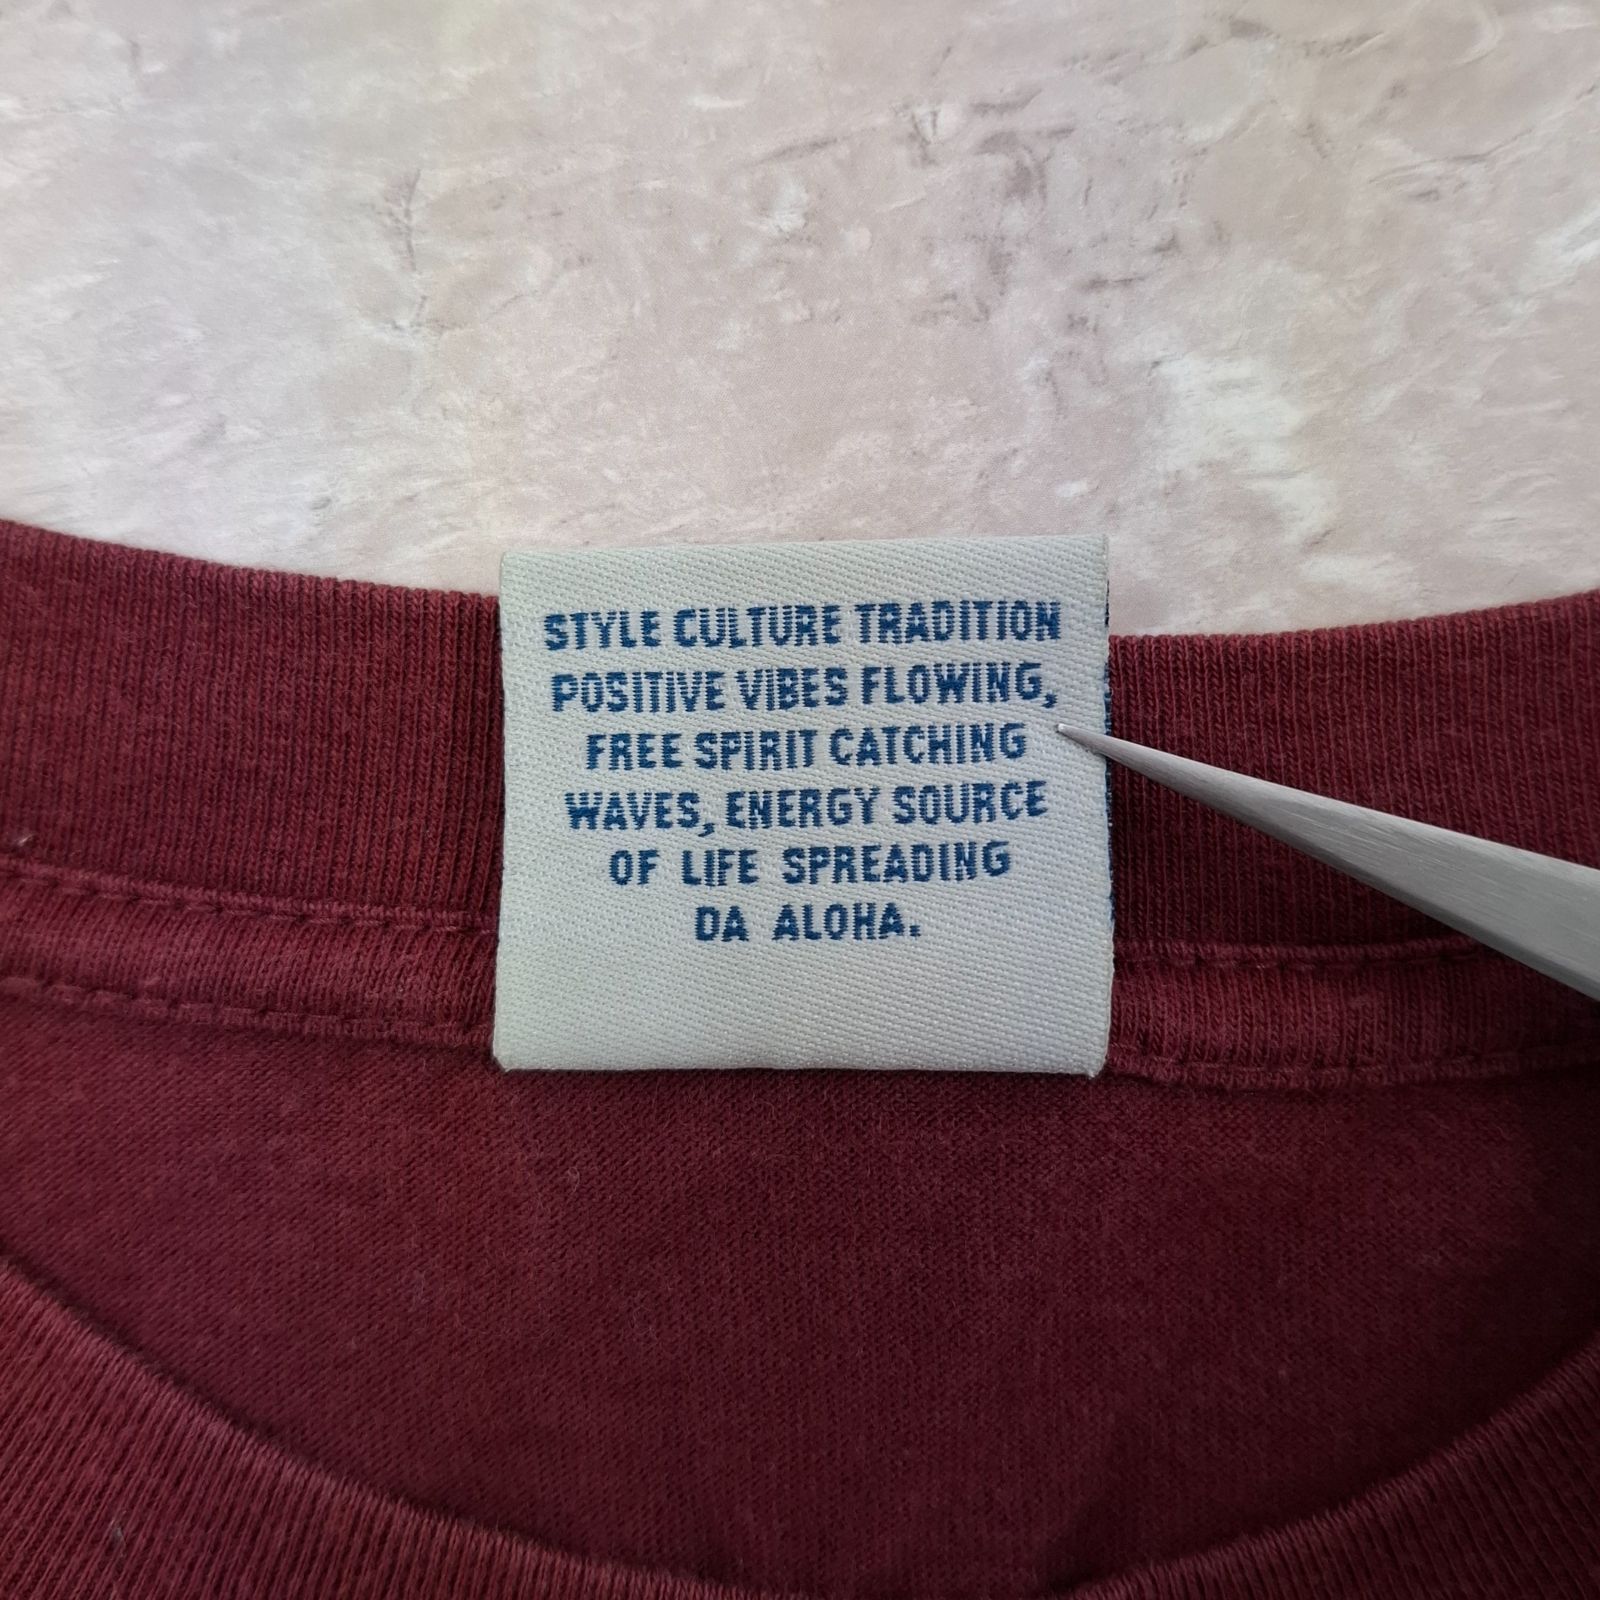 STYLE CULTURE TRADITION
POSITIVE VIBES FLOWING,
FREE SPIRIT CATCHING
WAVES, ENERGY SOURCE
OF LIFE SPREADING
DA ALOHA.